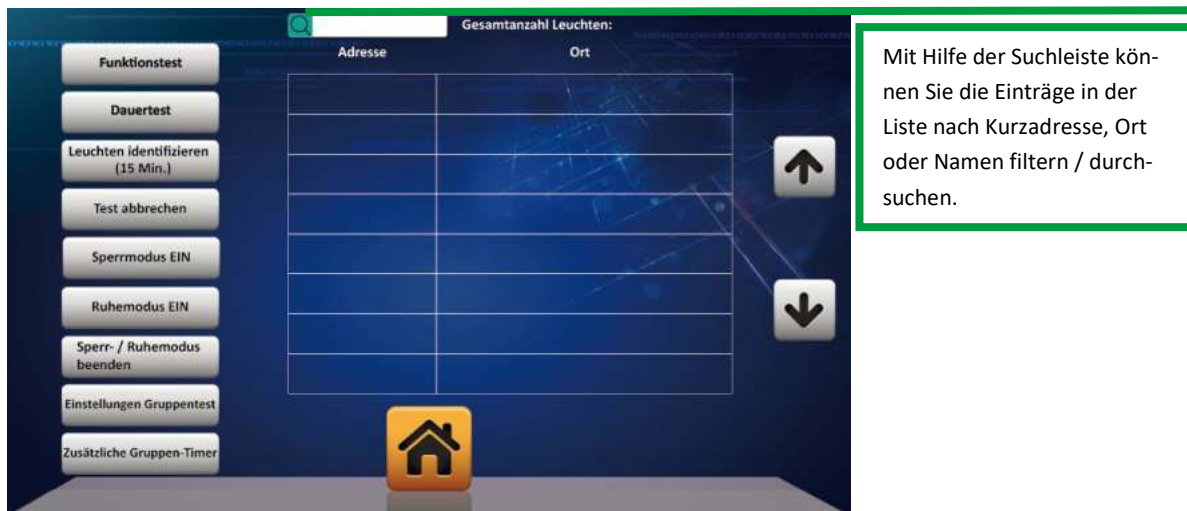 Gesamtanzahl Leuchten:
Adresse
Ort
Funktionstest
Dauertest
Leuchten identifizieren
(15 Min.)
Test abbrechen
Sperrmodus EIN
Ruhemodus EIN
Sperr- / Ruhemodus
beenden
Einstellungen Gruppentest
Zusätzliche Gruppen-Timer
Mit Hilfe der Suchleiste kön-
nen Sie die Einträge in der
Liste nach Kurzadresse, Ort
oder Namen filtern / durch-
suchen.